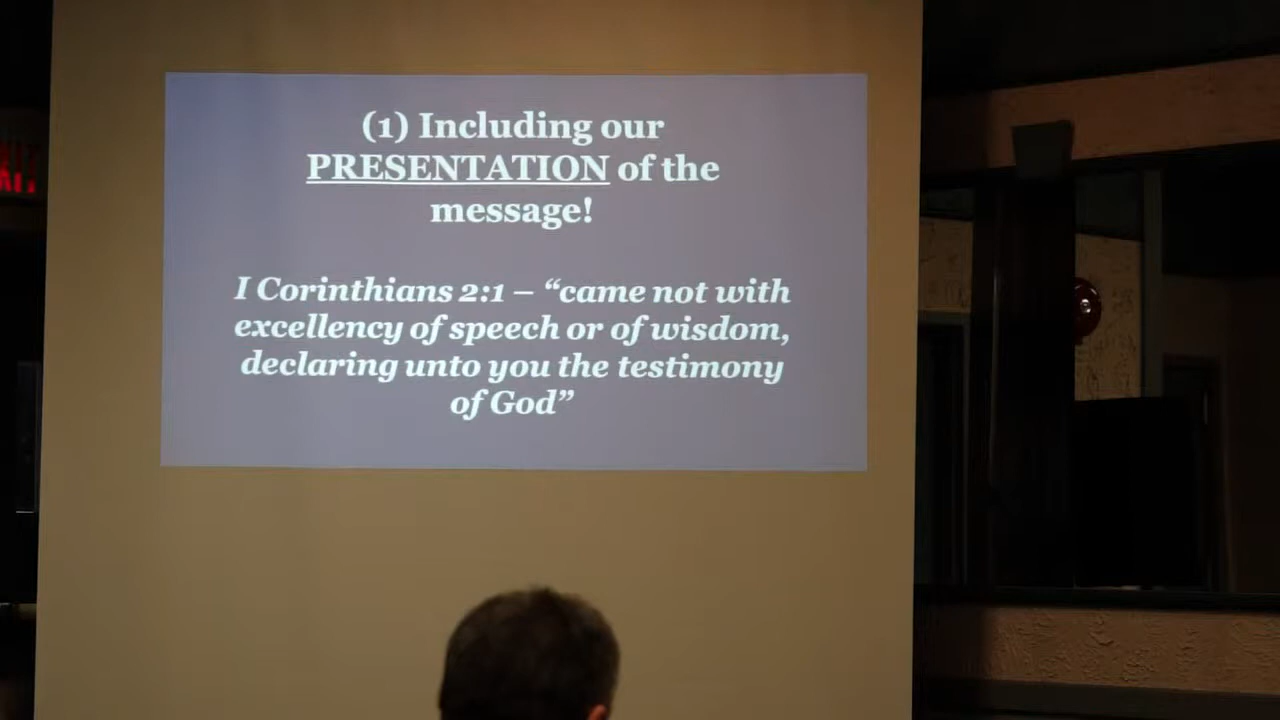 (1) Including our
PRESENTATION of the
message!
I Corinthians 2:1 – “came not with
excellency of speech or of wisdom,
declaring unto you the testimony
of God”